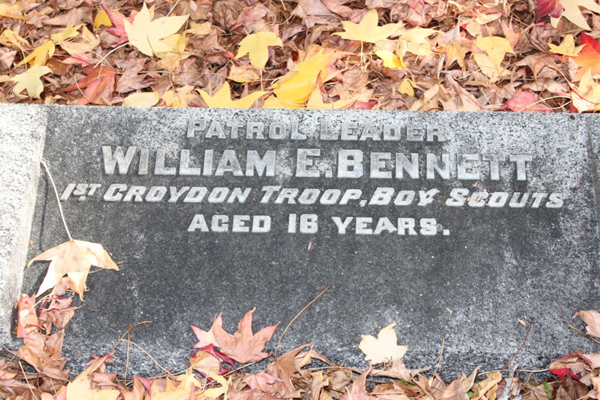 PATROL LEADER
WILLIAM E. BENNETT
1ST CROYDON TROOP, BOY SCOUTS
AGED 16 YEARS.